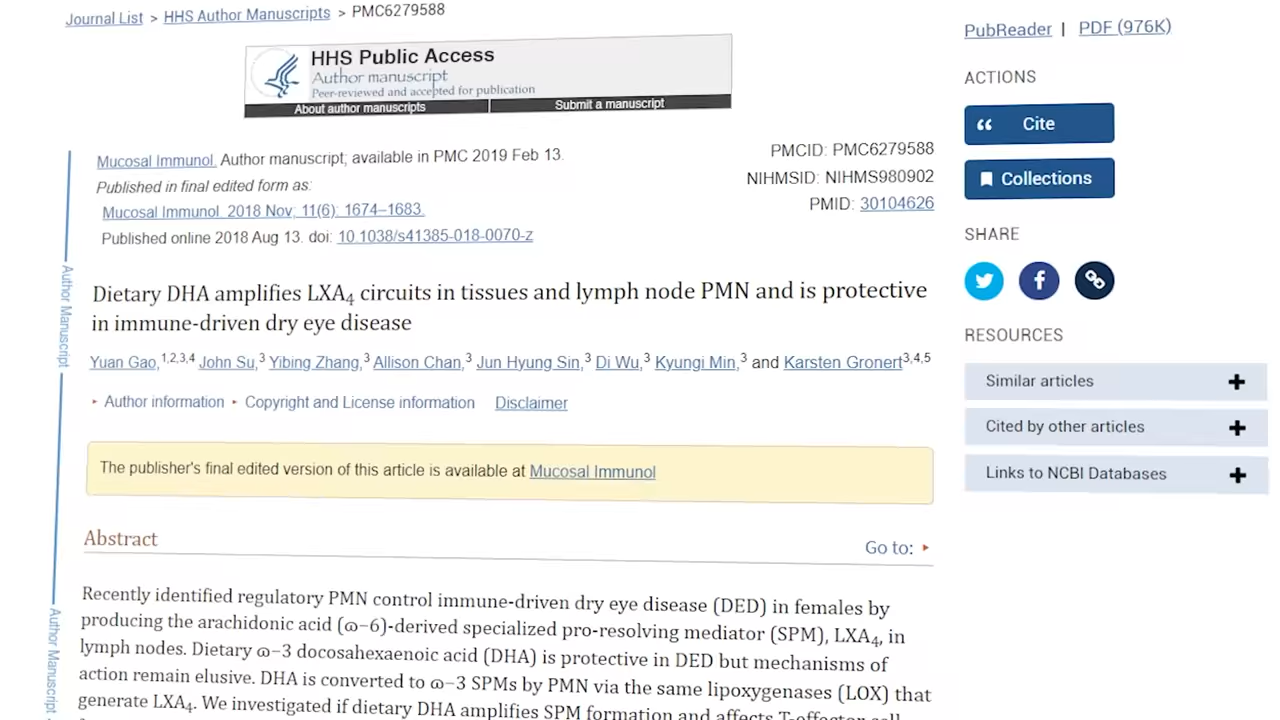 Journal List > HHS Author Manuscripts > PMC6279588
PubReader | PDF (976K)
HHS Public Access
Author manuscript
Peer-reviewed and accepted for publication
About author manuscripts Submit a manuscript
ACTIONS
Cite
Collections
Mucosal Immunol. Author manuscript; available in PMC 2019 Feb 13.
Published in final edited form as:
Mucosal Immunol. 2018 Nov; 11(6): 1674–1683.
Published online 2018 Aug 13. doi: 10.1038/s41385-018-0070-z
PMCID: PMC6279588
NIHMSID: NIHMS980902
PMID: 30104626
SHARE
Author Manuscript
Dietary DHA amplifies LXA4 circuits in tissues and lymph node PMN and is protective
in immune-driven dry eye disease
Yuan Gao,1,2,3,4 John Su,3 Yibing Zhang,3 Allison Chan,3 Jun Hyung Sin,3 Di Wu,3 Kyungi Min,3 and Karsten Gronert3,4,5
Author information Copyright and License information Disclaimer
RESOURCES
Similar articles
Cited by other articles
Links to NCBI Databases
The publisher's final edited version of this article is available at Mucosal Immunol
Abstract
Go to:
Author Manuscript
Recently identified regulatory PMN control immune-driven dry eye disease (DED) in females by
producing the arachidonic acid (ω−6)-derived specialized pro-resolving mediator (SPM), LXA4, in
lymph nodes. Dietary ω−3 docosahexaenoic acid (DHA) is protective in DED but mechanisms of
action remain elusive. DHA is converted to ω−3 SPMs by PMN via the same lipoxygenases (LOX) that
generate LXA4. We investigated if dietary DHA amplifies SPM formation and affects T-effector cell